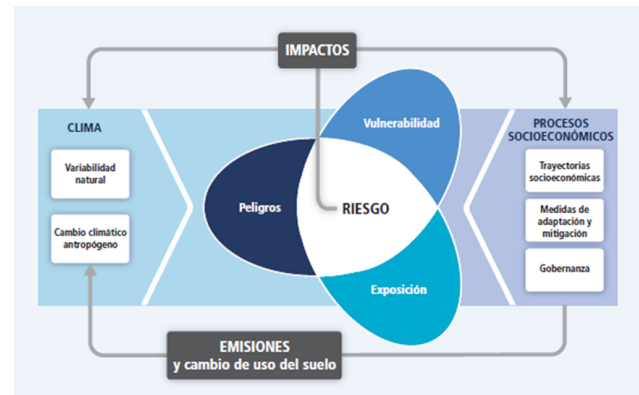 IMPACTOS
CLIMA
Variabilidad
natural
Cambio climático
antropógeno
Vulnerabilidad
Peligros
RIESGO
Exposición
PROCESOS
SOCIOECONÓMICOS
Trayectorias
socioeconómicas
Medidas de
adaptación y
mitigación
Gobernanza
EMISIONES
y cambio de uso del suelo